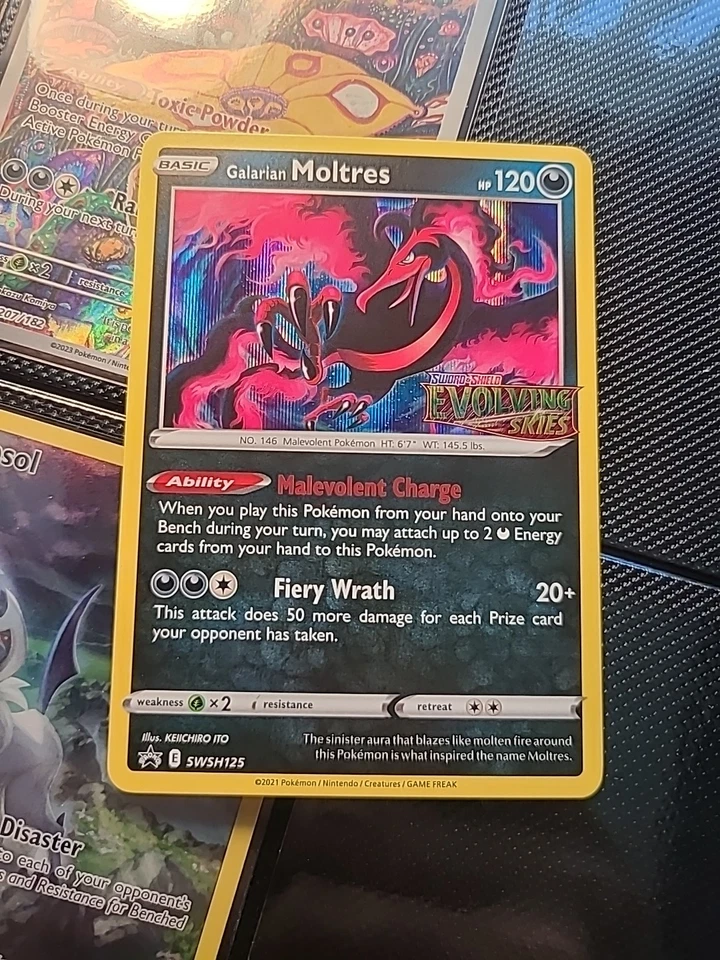 Ability
Toxic Powder
Once during your tur
Booster Energy
Active Pokémon
During your next tur
× 2
resistance
207/182
©2023 Pokémon / Ninte
BASIC
Galarian Moltres
HP 120
SWORD & SHIELD
EVOLVING
SKIES
NO. 146 Malevolent Pokémon HT: 6'7" WT: 145.5 lbs.
Ability Malevolent Charge
When you play this Pokémon from your hand onto your
Bench during your turn, you may attach up to 2 Energy
cards from your hand to this Pokémon.
Fiery Wrath 20+
This attack does 50 more damage for each Prize card
your opponent has taken.
weakness ×2 resistance retreat
Illus. KEIICHIRO ITO
The sinister aura that blazes like molten fire around
this Pokémon is what inspired the name Moltres.
E SWSH125
©2021 Pokémon / Nintendo / Creatures / GAME FREAK
sol
Disaster
to each of your opponent's
s and Resistance for Benched